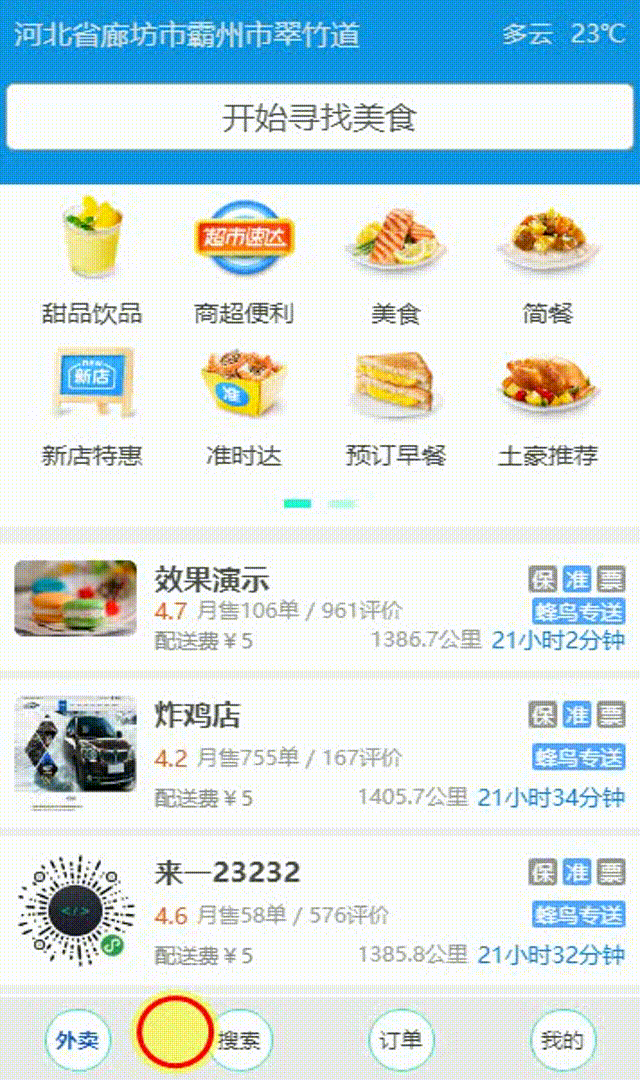 河北省廊坊市霸州市翠竹道 多云 23℃
开始寻找美食
超市速达
甜品饮品 商超便利 美食 简餐
NEW
新店
准
新店特惠 准时达 预订早餐 土豪推荐
效果演示 保 准 票
4.7 月售106单 / 961评价 蜂鸟专送
配送费￥5 1386.7公里 21小时2分钟
炸鸡店 保 准 票
4.2 月售755单 / 167评价 蜂鸟专送
配送费￥5 1405.7公里 21小时34分钟
来一23232 保 准 票
</>
4.6 月售58单 / 576评价 蜂鸟专送
配送费￥5 1385.8公里 21小时32分钟
外卖 搜索 订单 我的